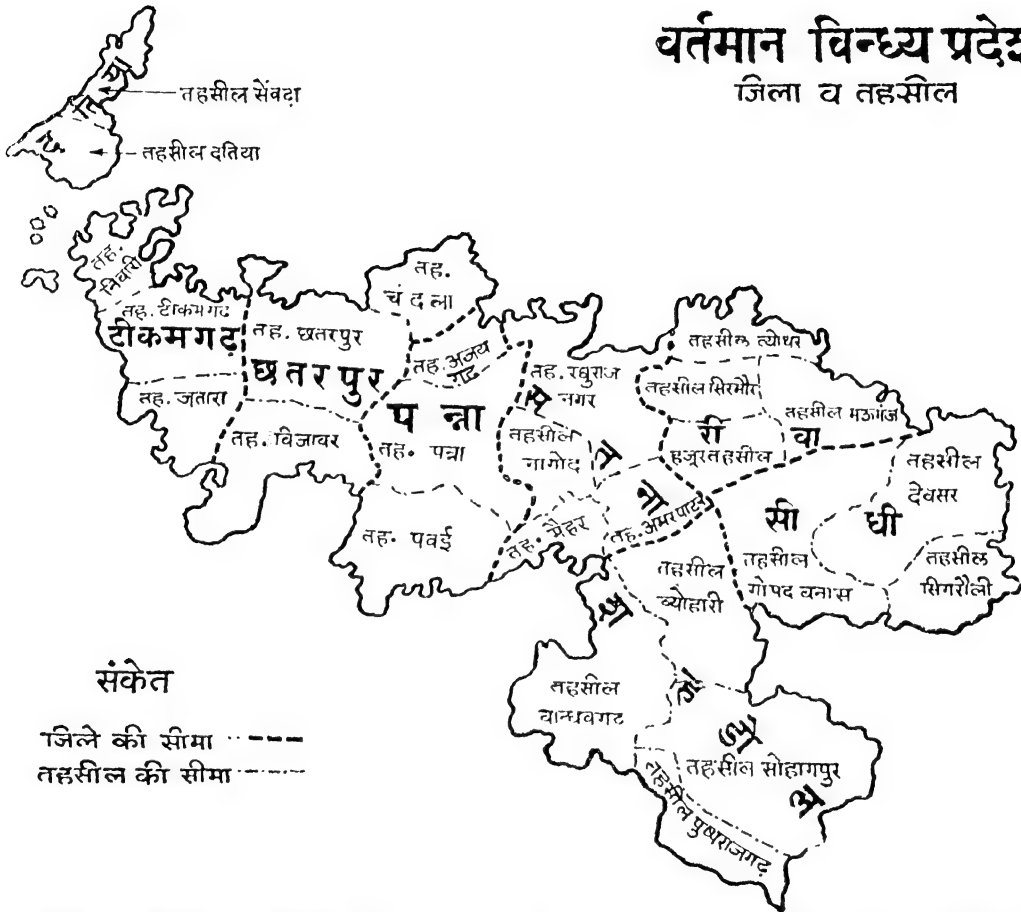 वर्तमान विन्ध्य प्रदेश
जिला व तहसील
तहसील सेंवढा
तहसील दतिया
तह.
निवारी
तह. टीकमगढ
टीकमगढ़
तह. जतारा
तह. छतरपुर
छतरपुर
तह. विजावर
तह.
चंदला
तह. अजय
गढ
पन्ना
तह. पन्ना
तह. पवई
तह. रघुराज
नगर
तहसील
नागोद
तह. मैहर
तह. अमरपाटन
तहसील त्योंथर
तहसील सिरमौर
तहसील मऊगंज
रीवा
हजूर तहसील
सीधी
तहसील
देवसर
तहसील
गोपद वनास
तहसील
सिंगरौली
तहसील
व्योहारी
तहसील
वान्धवगढ
तहसील सोहागपुर
तहसील पुष्पराजगढ़
संकेत
जिले की सीमा
तहसील की सीमा